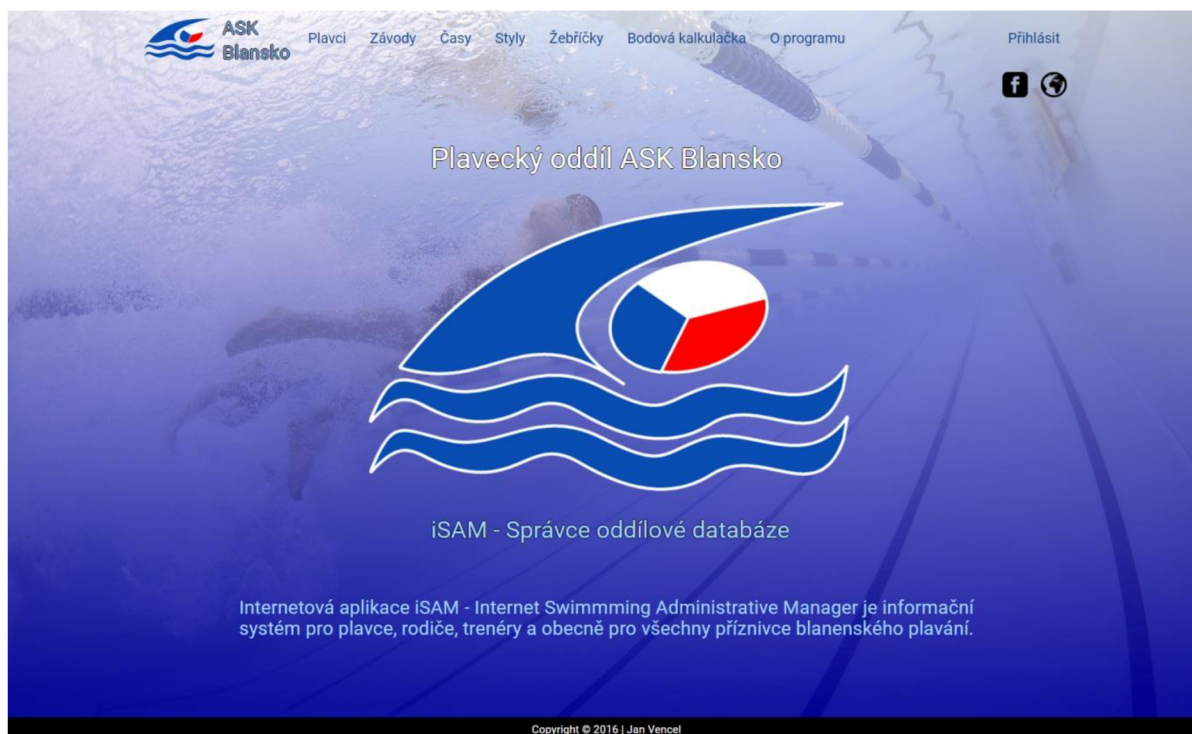 ASK
Blansko
Plavci Závody Časy Styly Žebříčky Bodová kalkulačka O programu Přihlásit
Plavecký oddíl ASK Blansko
iSAM - Správce oddílové databáze
Internetová aplikace iSAM - Internet Swimmming Administrative Manager je informační
systém pro plavce, rodiče, trenéry a obecně pro všechny příznivce blanenského plavání.
Copyright © 2016 | Jan Vencel